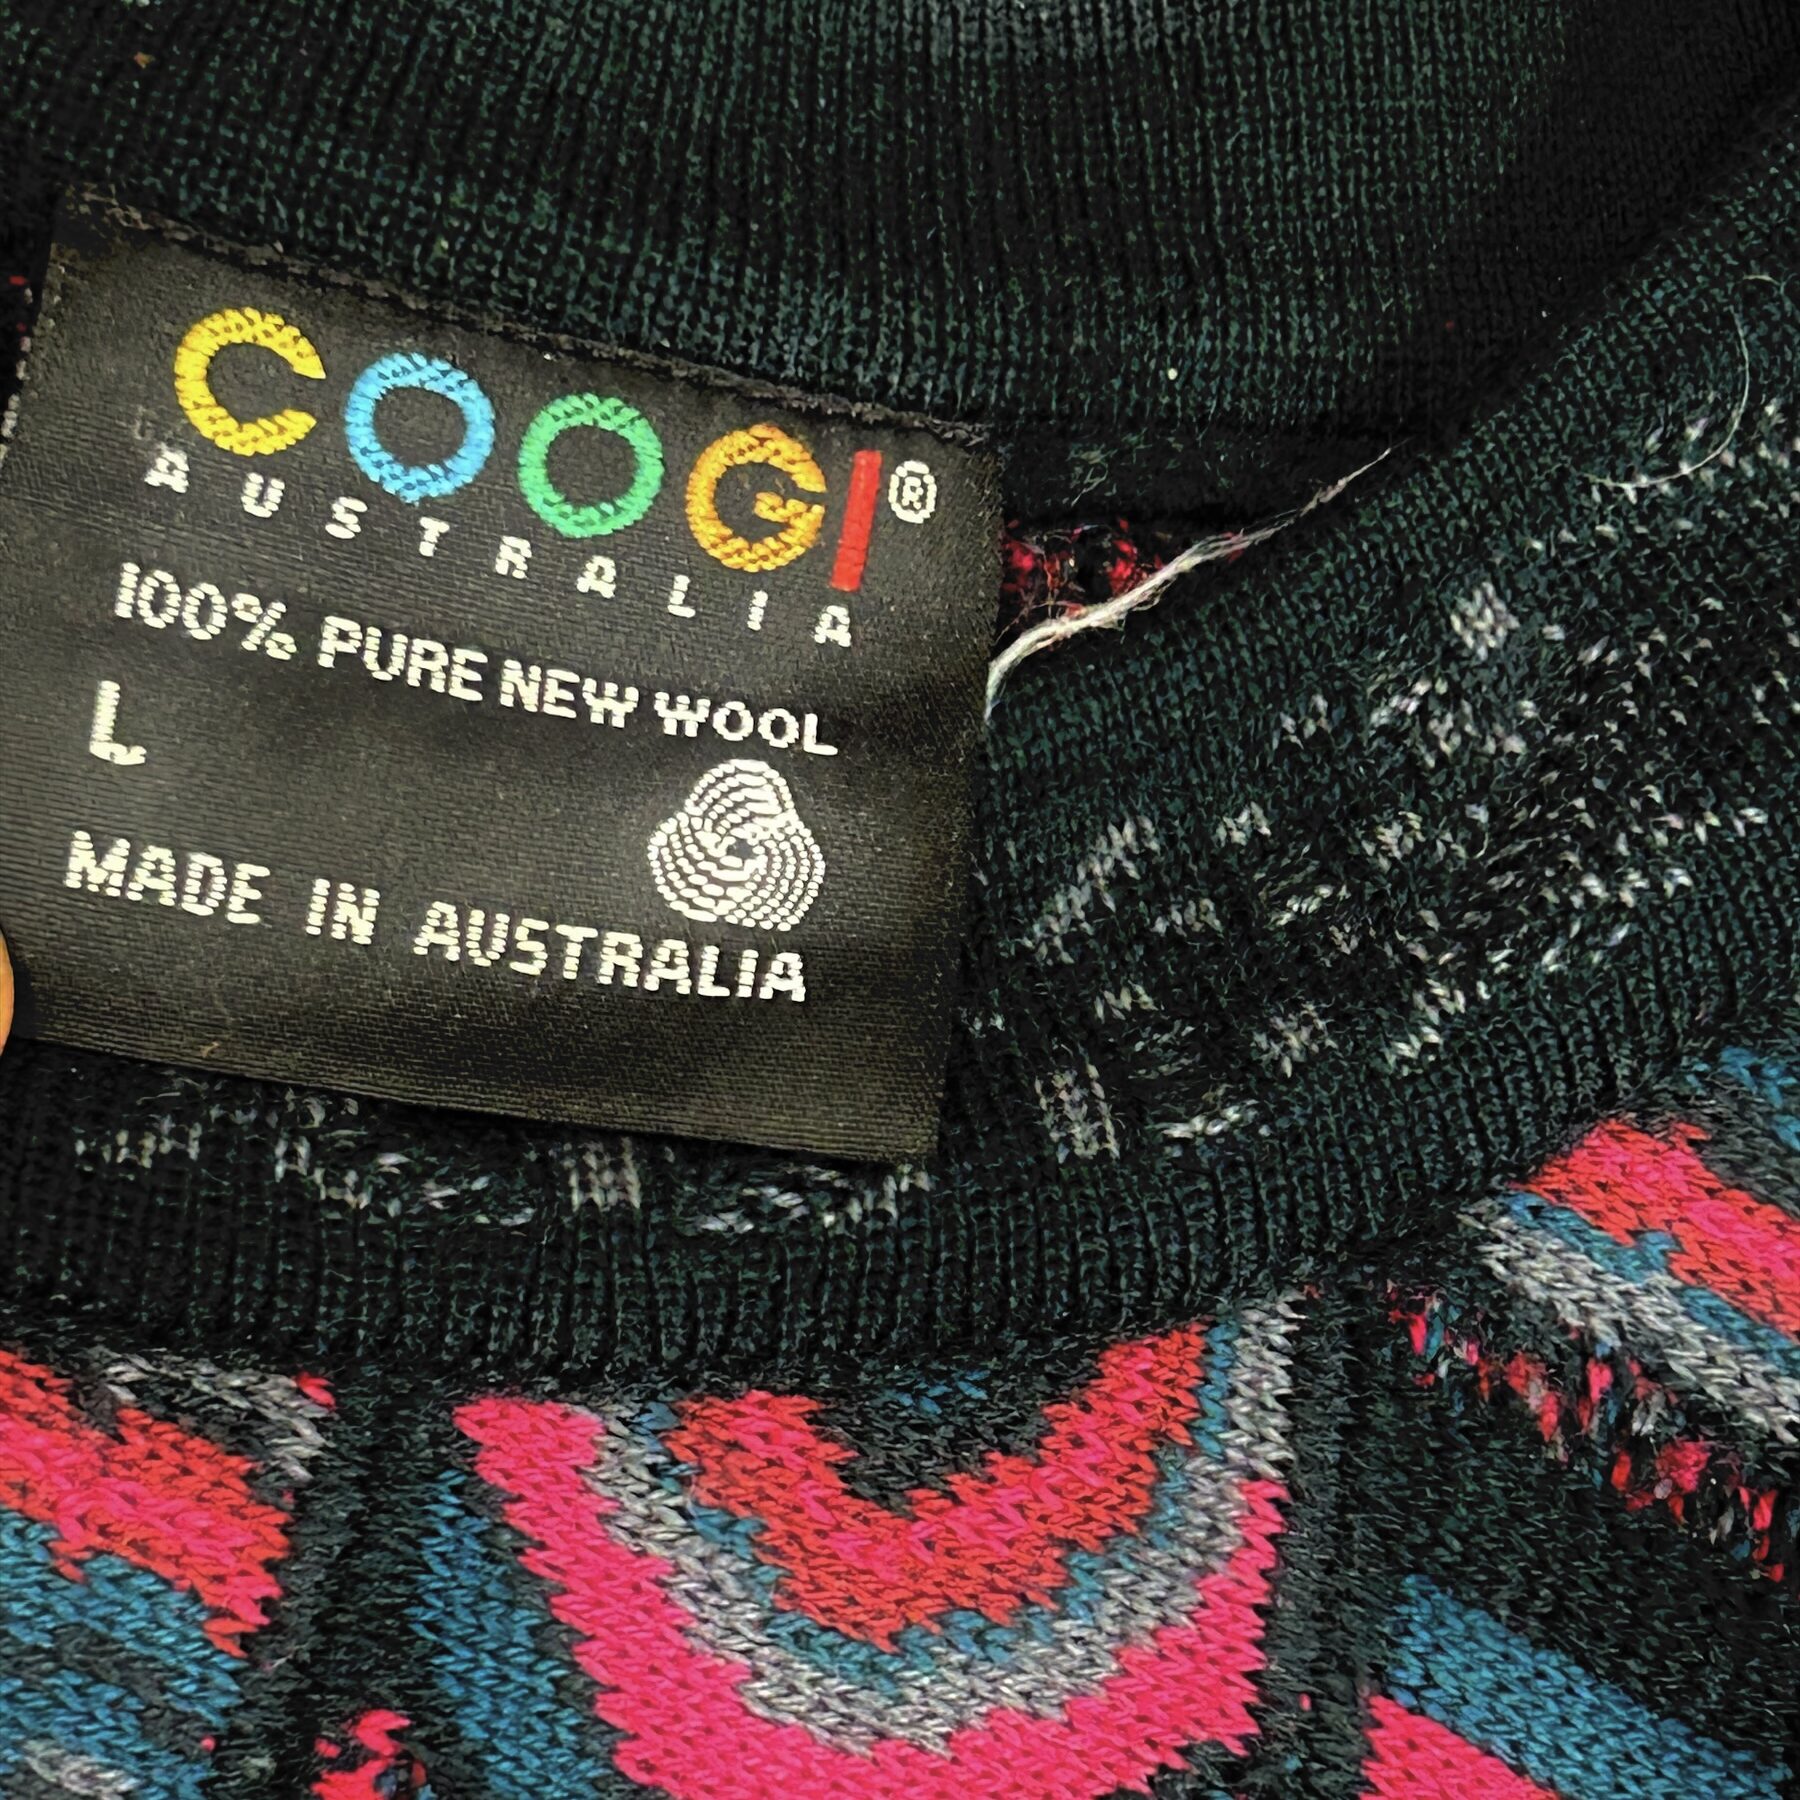 COOGI®
AUSTRALIA
100% PURE NEW WOOL
L
MADE IN AUSTRALIA